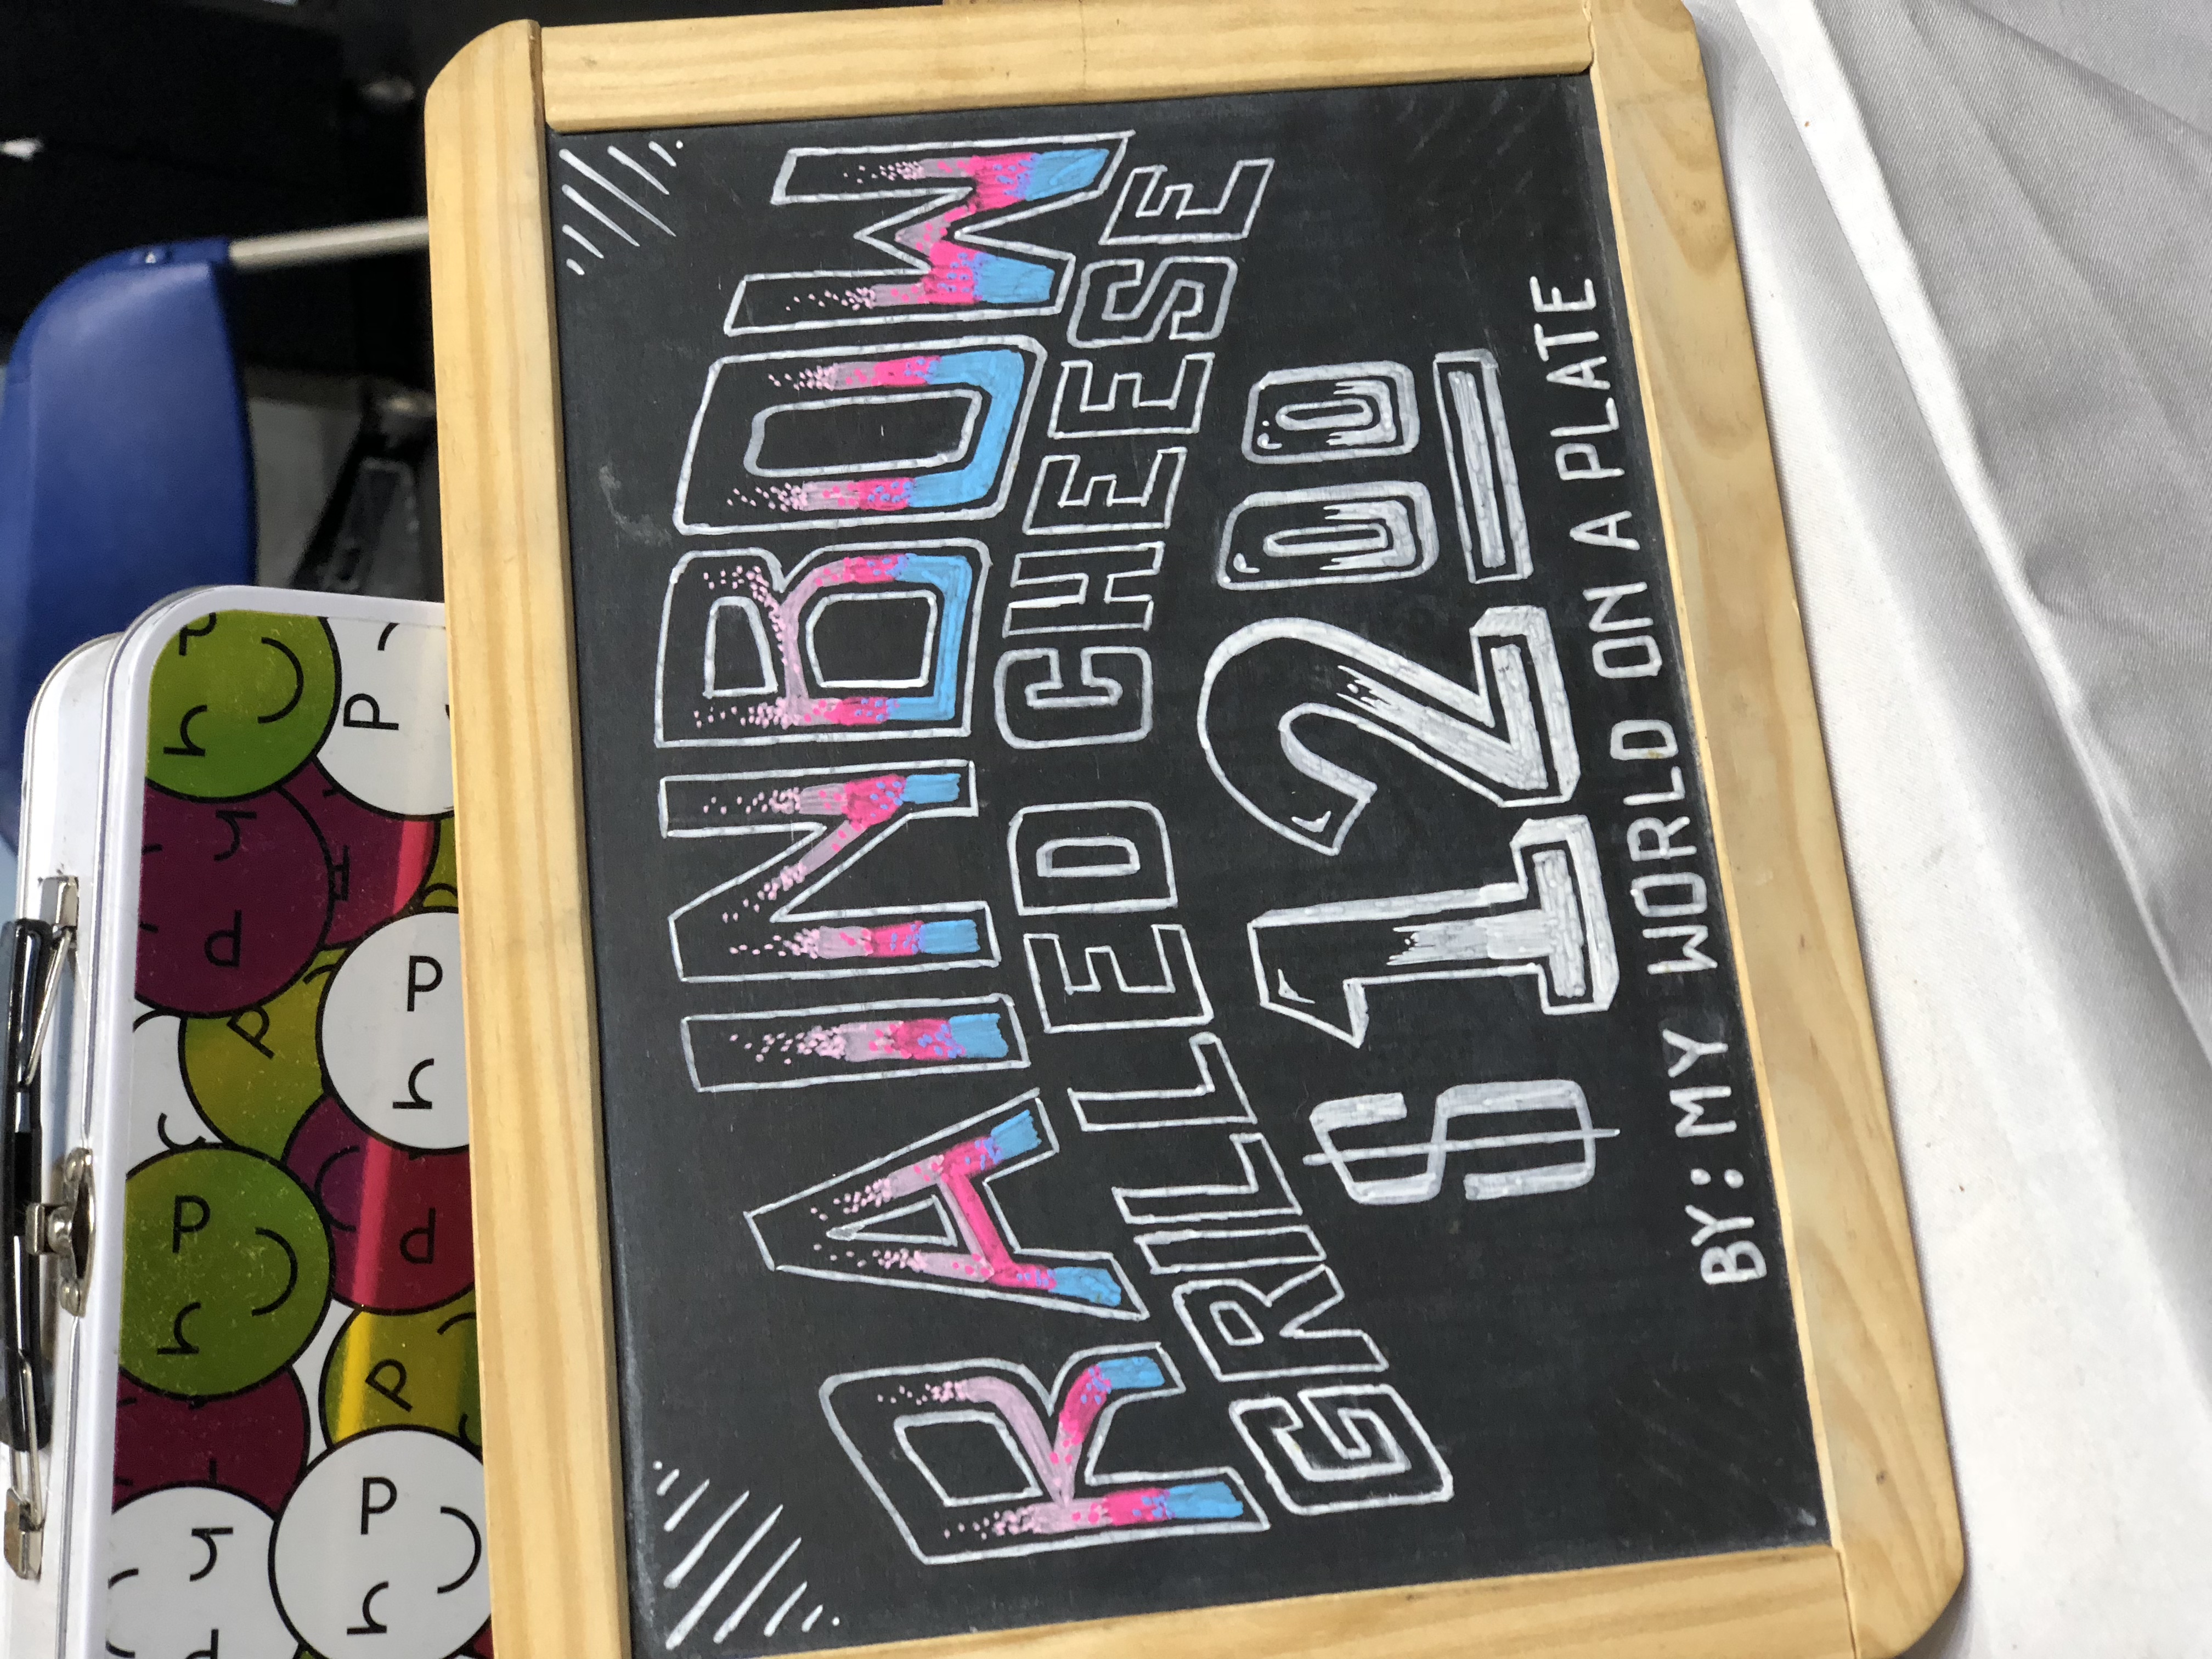 RAINBOW
GRILLED CHEESE
$12 00
BY: MY WORLD ON A PLATE